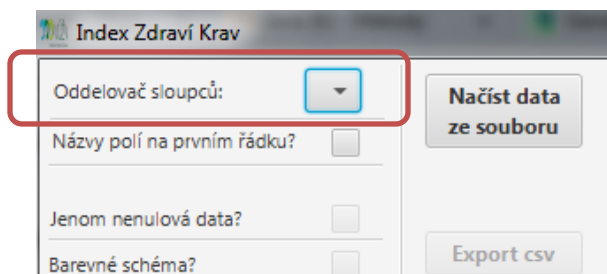 Index Zdraví Krav
Oddelovač sloupců:
Načíst data
ze souboru
Názvy polí na prvním řádku?
Jenom nenulová data?
Export csv
Barevné schéma?